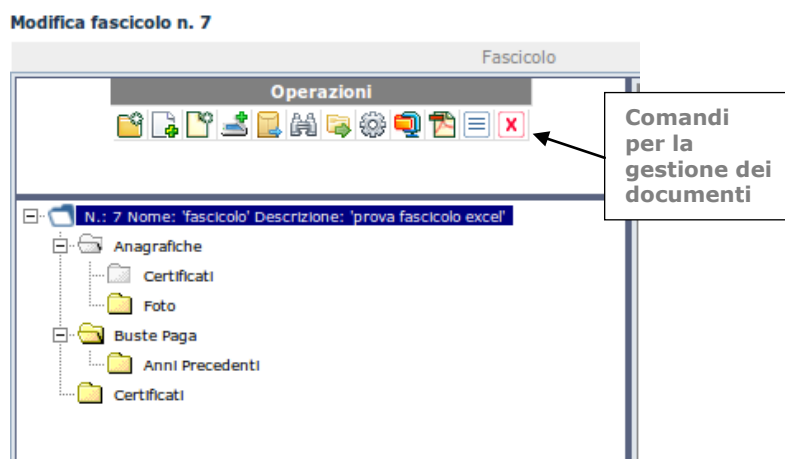 Modifica fascicolo n. 7
Fascicolo
Operazioni
Comandi
per la
gestione dei
documenti
N.: 7 Nome: 'fascicolo' Descrizione: 'prova fascicolo excel'
Anagrafiche
Certificati
Foto
Buste Paga
Anni Precedenti
Certificati